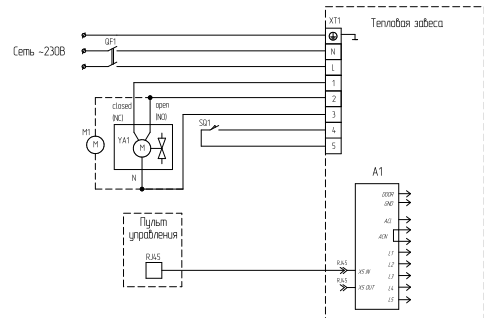 XT1
Тепловая завеса
QF1
N
Сеть ~230В
L
1
closed
(NC)
open
(NO)
2
3
M1
M
YA1
M
SQ1
4
5
N
A1
Пульт
управления
RJ45
DOOR
GND
ACN
L1
L2
L3
L4
L5
RJ45
XS IN
RJ45
XS OUT